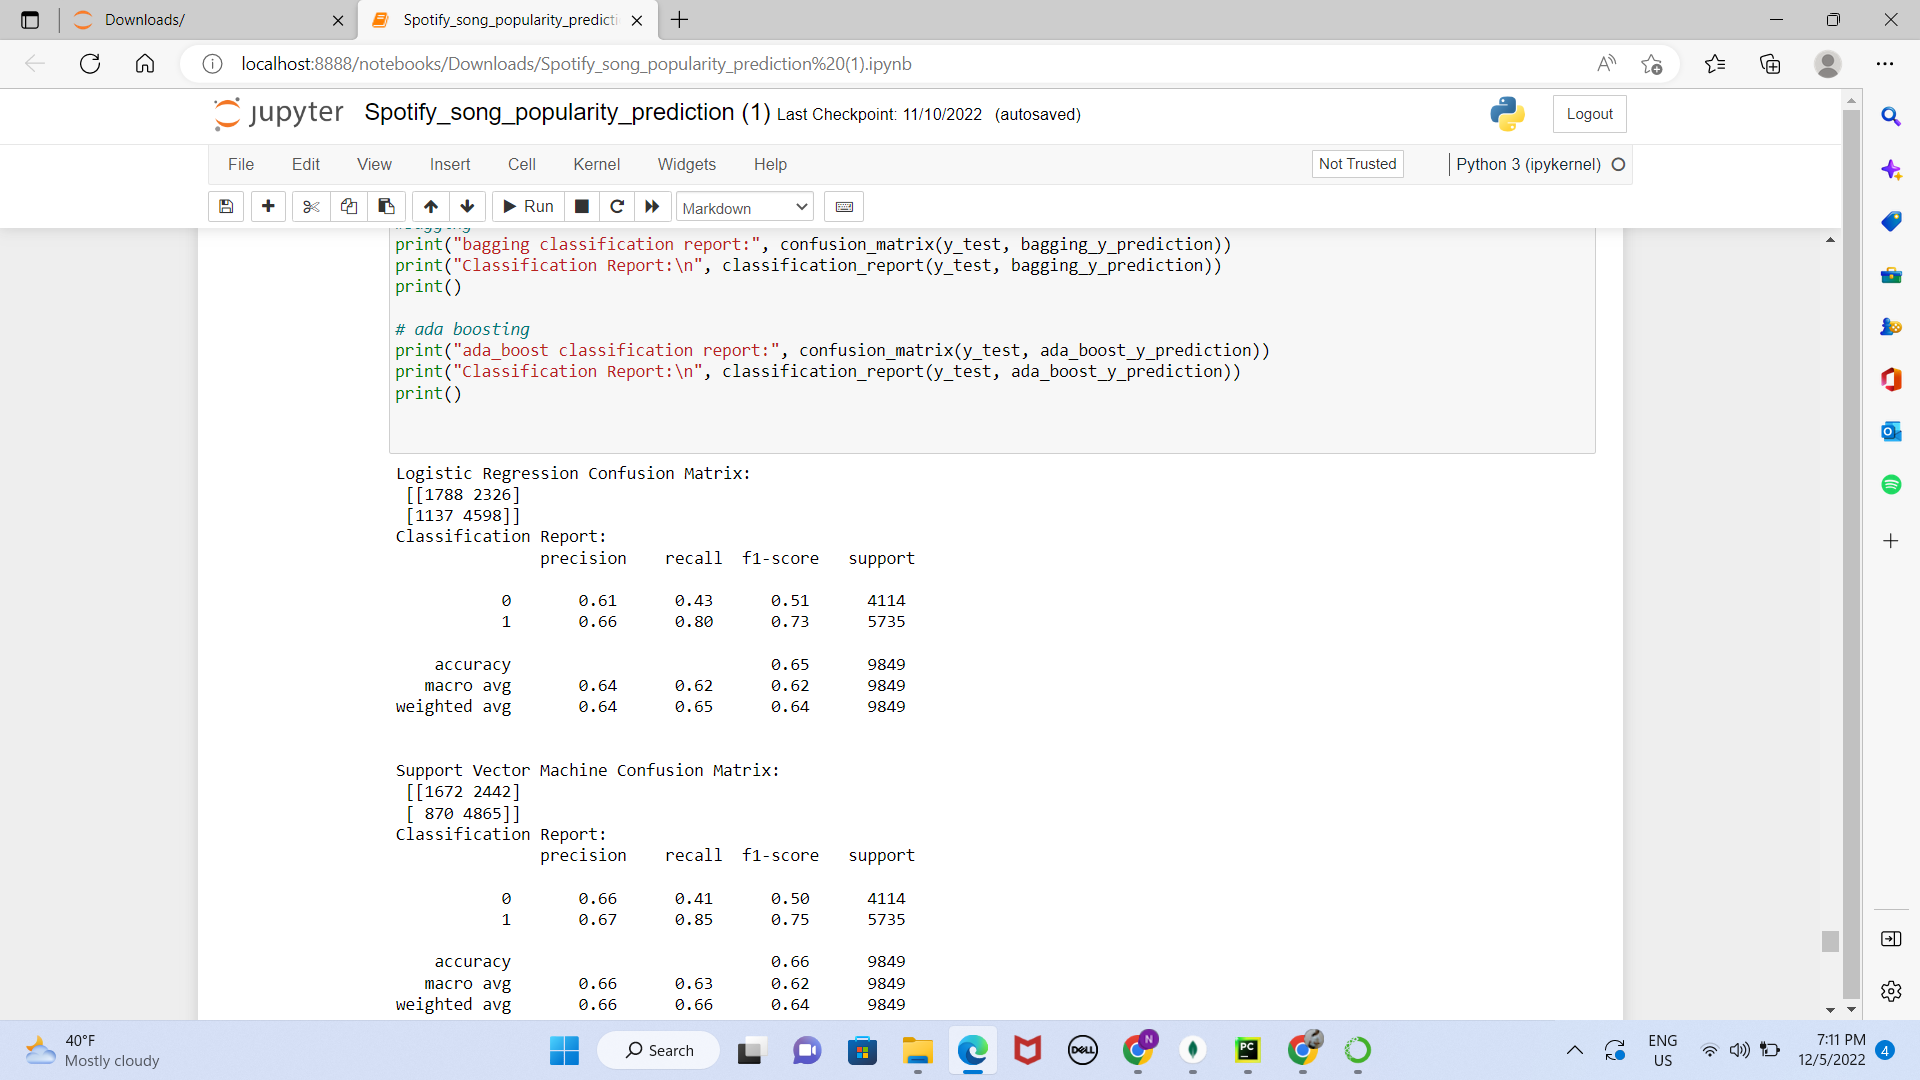 Downloads/
Spotify_song_popularity_predicti
localhost:8888/notebooks/Downloads/Spotify_song_popularity_prediction%20(1).ipynb
jupyter Spotify_song_popularity_prediction (1) Last Checkpoint: 11/10/2022 (autosaved)
Logout
File Edit View Insert Cell Kernel Widgets Help
Not Trusted
Python 3 (ipykernel)
Run
Markdown
print("bagging classification report:", confusion_matrix(y_test, bagging_y_prediction))
print("Classification Report:\n", classification_report(y_test, bagging_y_prediction))
print()
# ada boosting
print("ada_boost classification report:", confusion_matrix(y_test, ada_boost_y_prediction))
print("Classification Report:\n", classification_report(y_test, ada_boost_y_prediction))
print()
Logistic Regression Confusion Matrix:
[[1788 2326]
[1137 4598]]
Classification Report:
precision recall f1-score support
0 0.61 0.43 0.51 4114
1 0.66 0.80 0.73 5735
accuracy 0.65 9849
macro avg 0.64 0.62 0.62 9849
weighted avg 0.64 0.65 0.64 9849
Support Vector Machine Confusion Matrix:
[[1672 2442]
[ 870 4865]]
Classification Report:
precision recall f1-score support
0 0.66 0.41 0.50 4114
1 0.67 0.85 0.75 5735
accuracy 0.66 9849
macro avg 0.66 0.63 0.62 9849
weighted avg 0.66 0.66 0.64 9849
40°F
Mostly cloudy
Search
DELL
N
PC
ENG
US
7:11 PM
12/5/2022
4